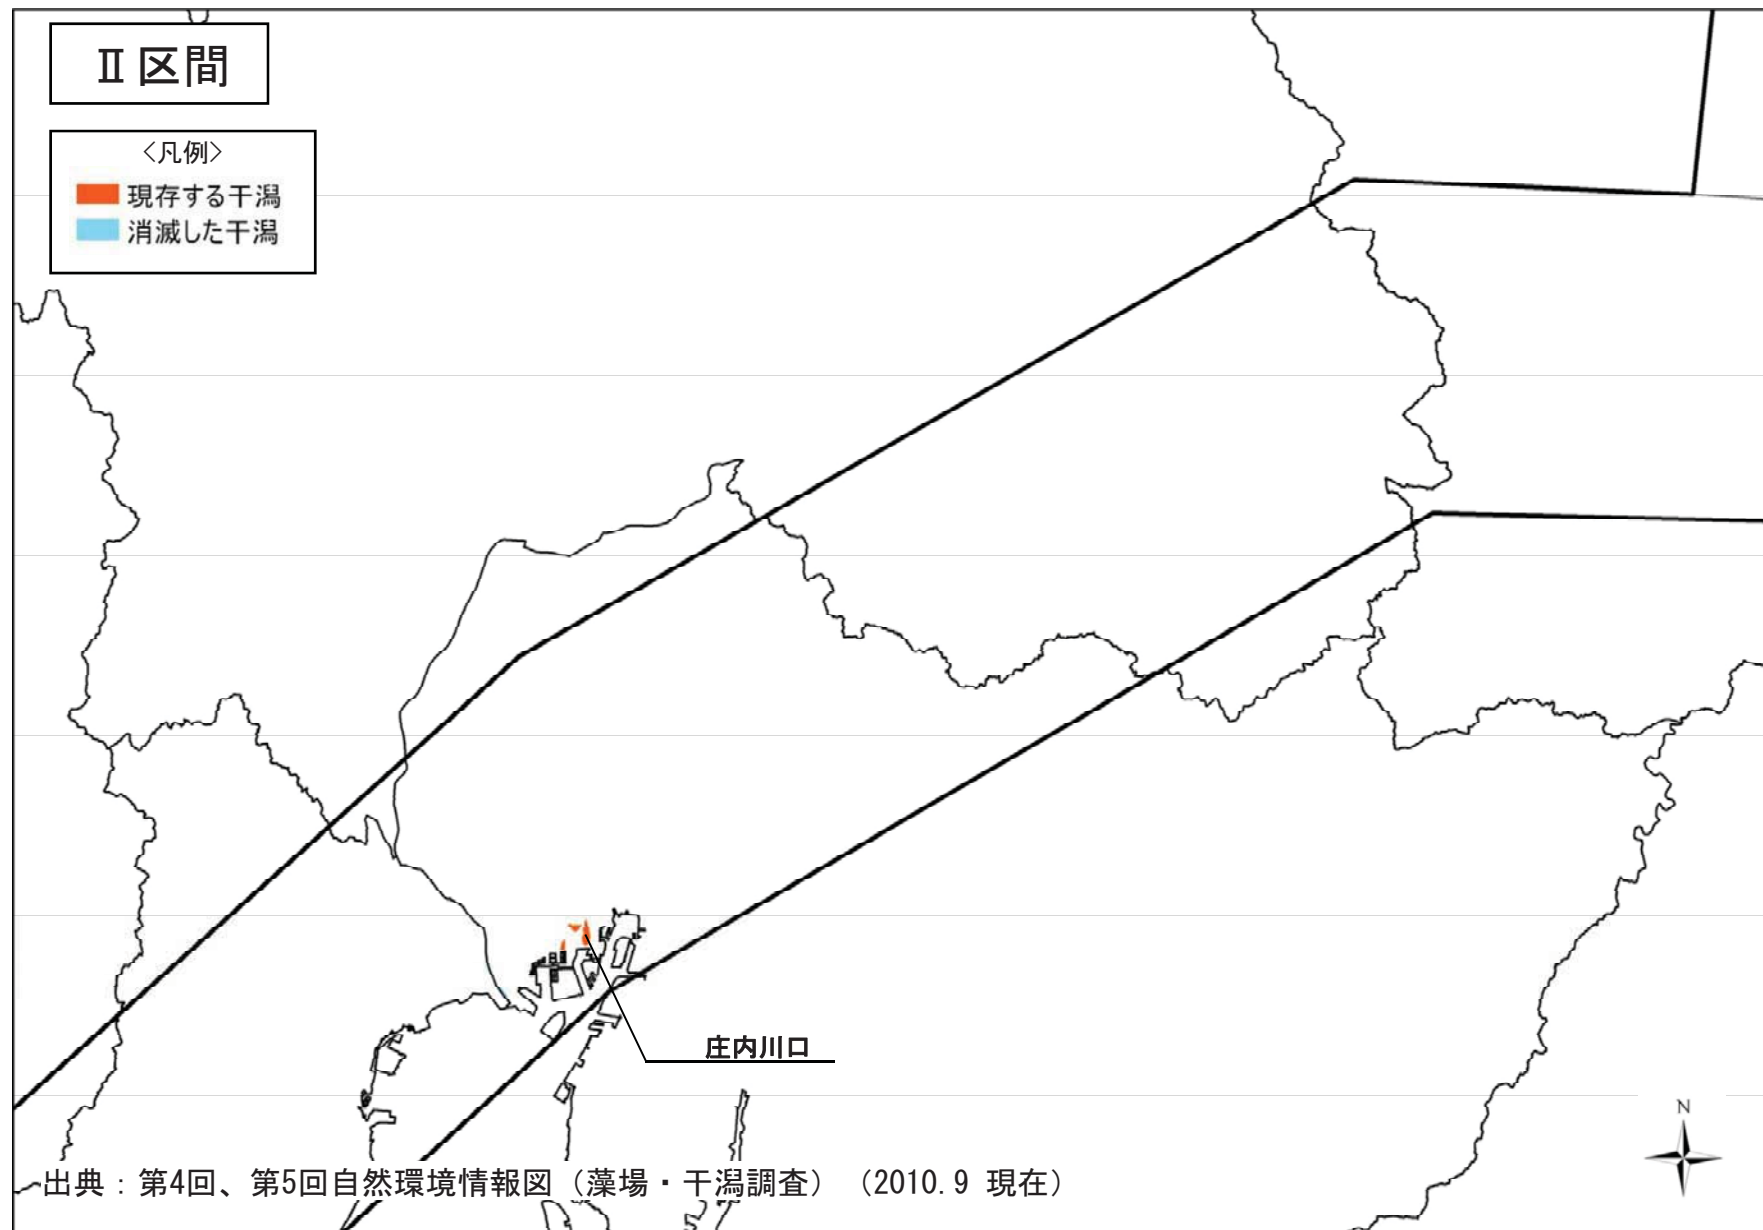 Ⅱ区間
〈凡例〉
現存する干潟
消滅した干潟
庄内川口
N
出典：第4回、第5回自然環境情報図（藻場・干潟調査）（2010.9 現在）